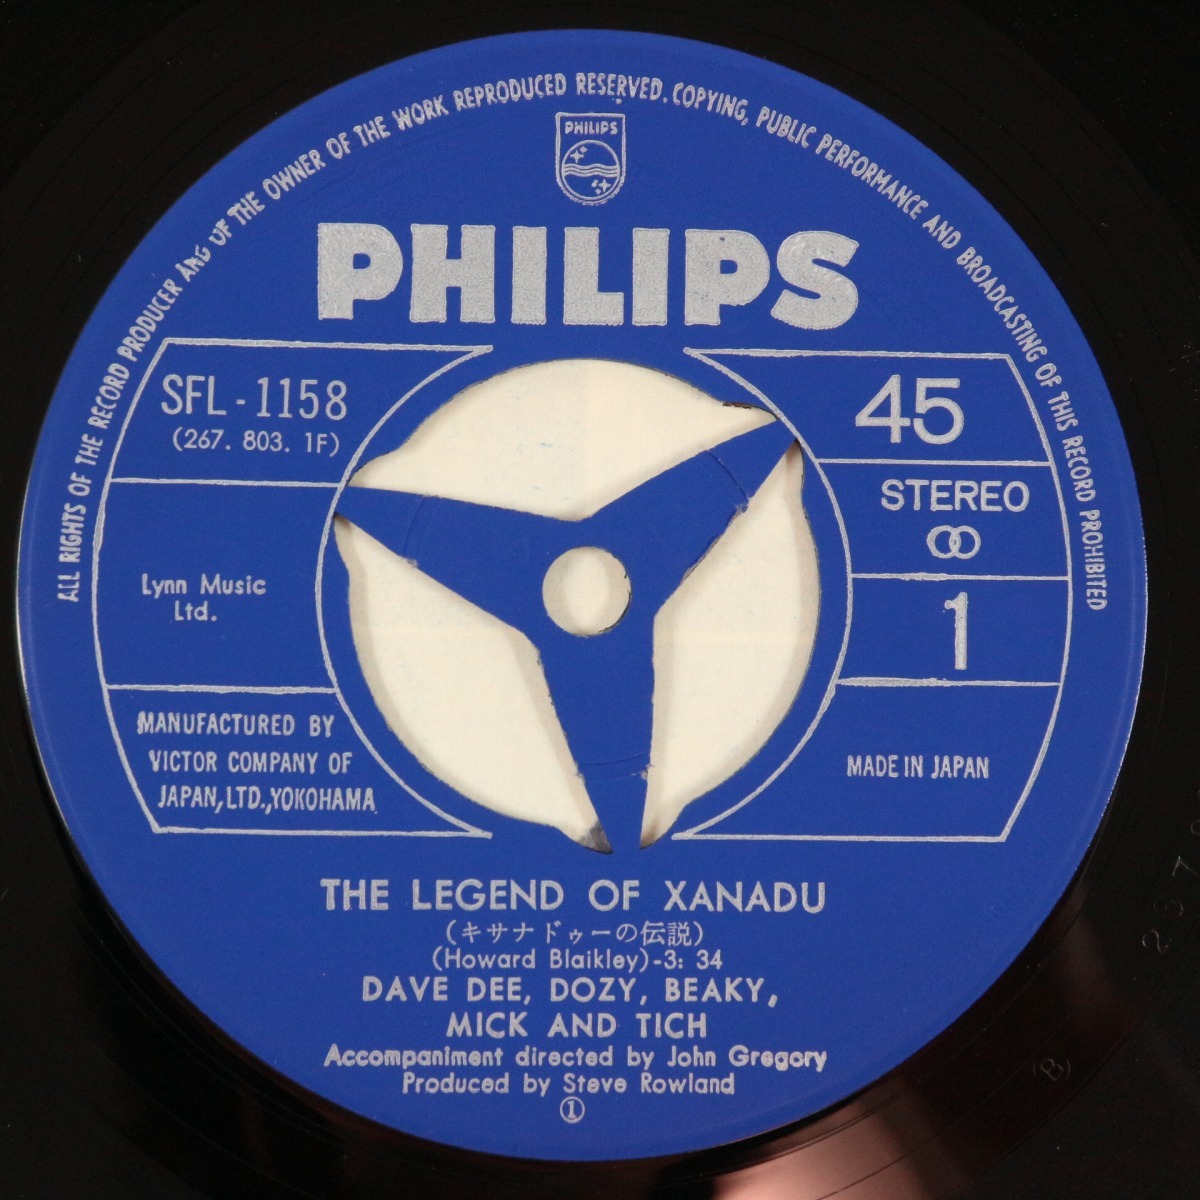 ALL RIGHTS OF THE RECORD PRODUCER AND OF THE OWNER OF THE WORK REPRODUCED RESERVED. COPYING, PUBLIC PERFORMANCE AND BROADCASTING OF THIS RECORD PROHIBITED
PHILIPS
PHILIPS
SFL-1158
(267. 803. 1F)
45
STEREO
1
Lynn Music
Ltd.
MANUFACTURED BY
VICTOR COMPANY OF
JAPAN, LTD., YOKOHAMA
MADE IN JAPAN
THE LEGEND OF XANADU
(キサナドゥーの伝説)
(Howard Blaikley)-3: 34
DAVE DEE, DOZY, BEAKY,
MICK AND TICH
Accompaniment directed by John Gregory
Produced by Steve Rowland
①
267
(B)